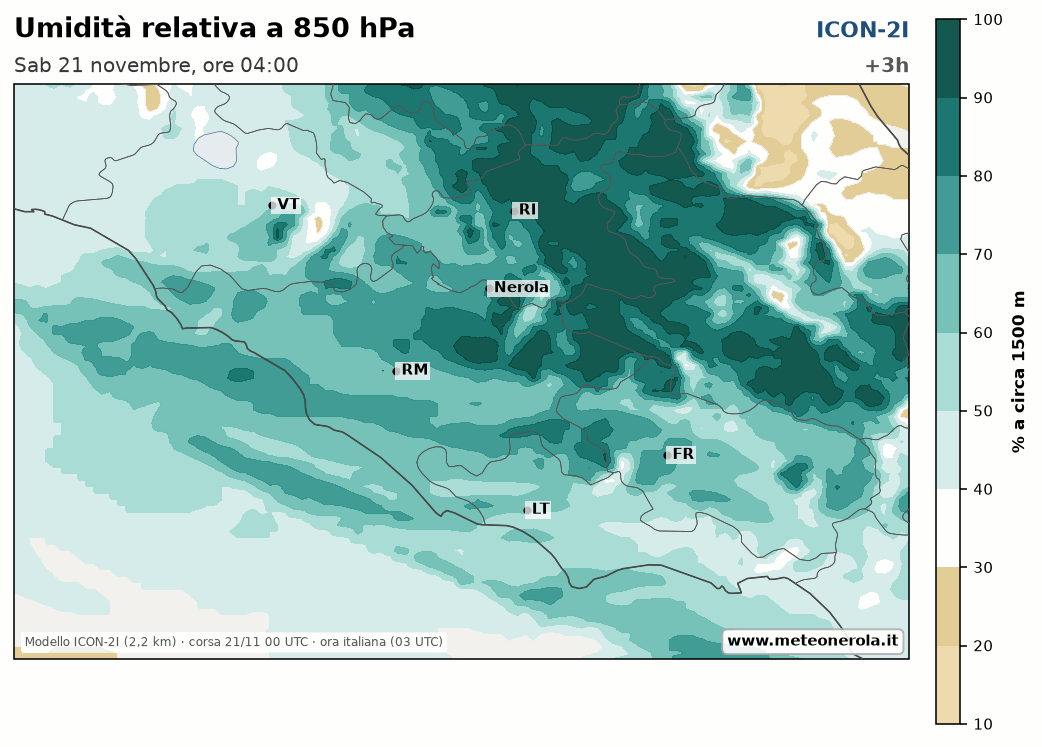 Umidità relativa a 850 hPa
ICON-2I
Sab 21 novembre, ore 04:00
+3h
100
90
80
70
60
50
40
30
20
10
% a circa 1500 m
VT
RI
Nerola
RM
FR
LT
Modello ICON-2I (2,2 km) · corsa 21/11 00 UTC · ora italiana (03 UTC)
www.meteonerola.it